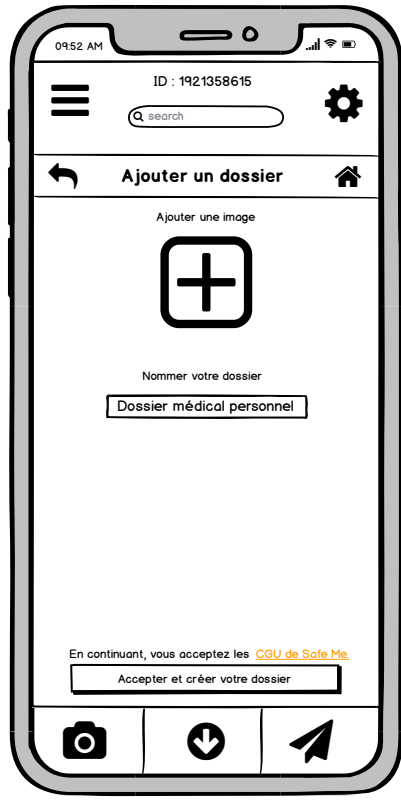 09:52 AM
ID : 1921358615
search
Ajouter un dossier
Ajouter une image
Nommer votre dossier
Dossier médical personnel
En continuant, vous acceptez les CGU de Safe Me.
Accepter et créer votre dossier